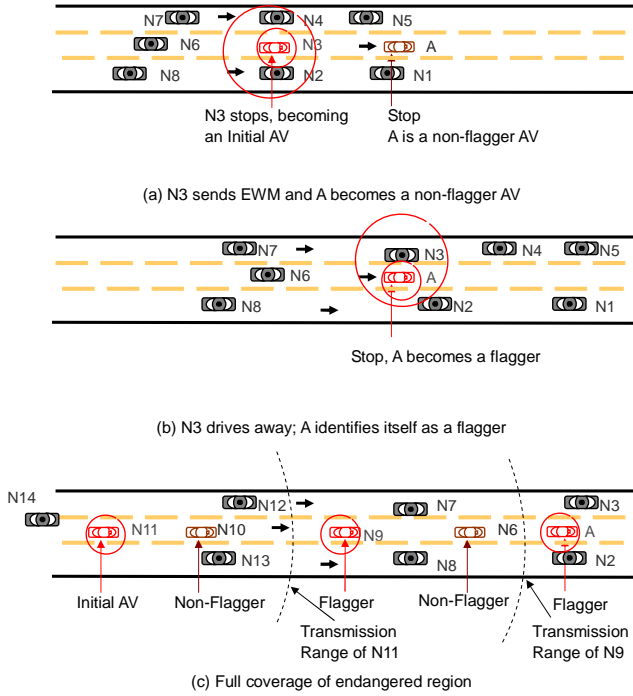 N7 N4 N5
N6 N3 A
N8 N2 N1
N3 stops, becoming
an Initial AV
Stop
A is a non-flagger AV
(a) N3 sends EWM and A becomes a non-flagger AV
N7 N3 N4 N5
N6 A
N8 N2 N1
Stop, A becomes a flagger
(b) N3 drives away; A identifies itself as a flagger
N14 N12 N7 N3
N11 N10 N9 N6 A
N13 N8 N2
Initial AV Non-Flagger Flagger Non-Flagger Flagger
Transmission
Range of N11
Transmission
Range of N9
(c) Full coverage of endangered region